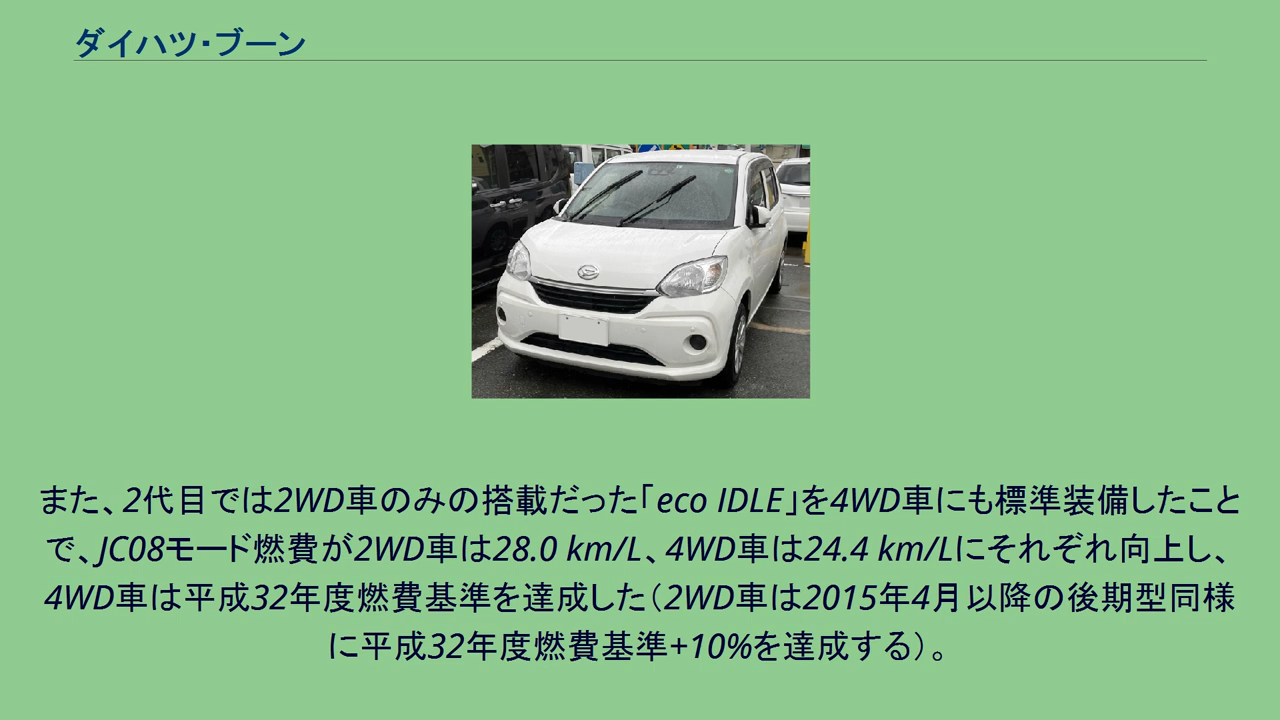 ダイハツ・ブーン
また、2代目では2WD車のみの搭載だった「eco IDLE」を4WD車にも標準装備したこと
で、JC08モード燃費が2WD車は28.0 km/L、4WD車は24.4 km/Lにそれぞれ向上し、
4WD車は平成32年度燃費基準を達成した（2WD車は2015年4月以降の後期型同様
に平成32年度燃費基準+10%を達成する）。